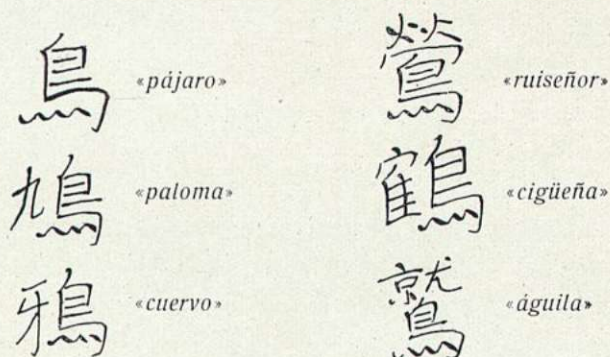 鳥 «pájaro»
鳩 «paloma»
鴉 «cuervo»
鶯 «ruiseñor»
鶴 «cigüeña»
鷲 «águila»